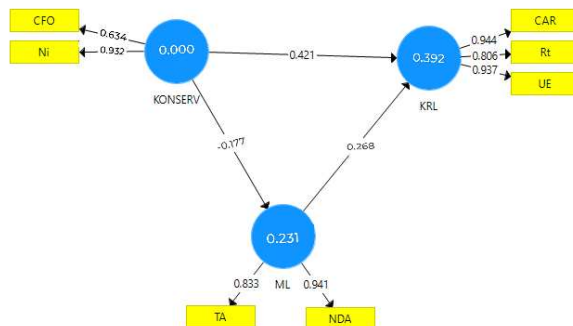 CFO
Ni
0.634
0.932
0.000
KONSERV
0.421
0.392
KRL
0.944
0.806
0.937
CAR
Rt
UE
-0.177
0.268
0.231
ML
0.833
0.941
TA
NDA